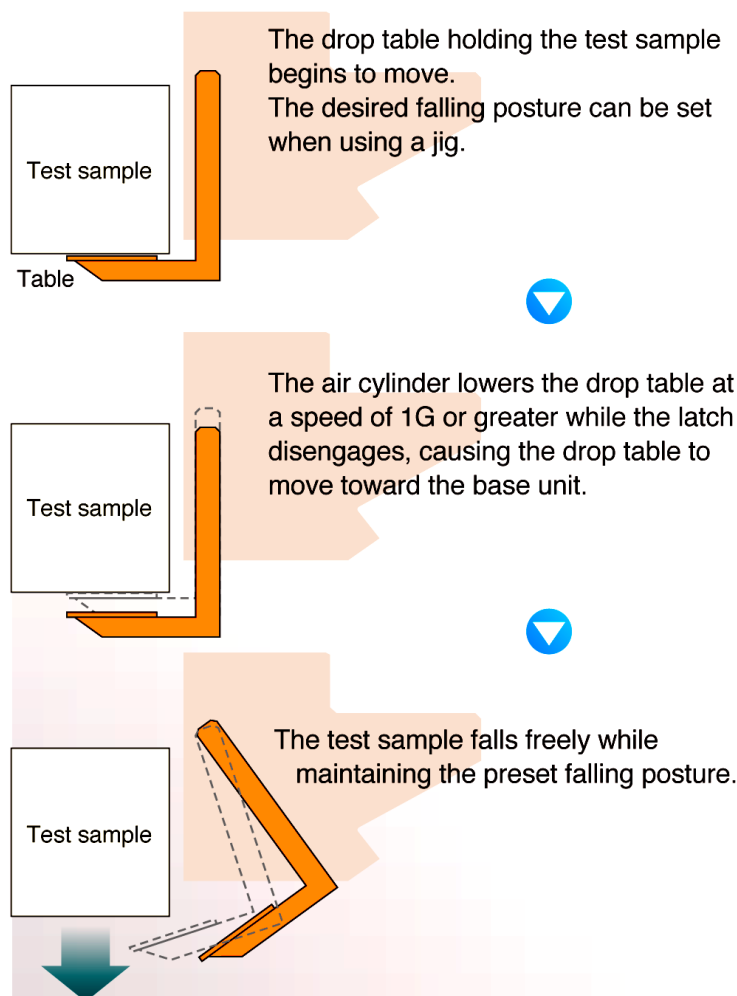 The drop table holding the test sample
begins to move.
The desired falling posture can be set
when using a jig.
Test sample
Table
The air cylinder lowers the drop table at
a speed of 1G or greater while the latch
disengages, causing the drop table to
move toward the base unit.
Test sample
The test sample falls freely while
maintaining the preset falling posture.
Test sample